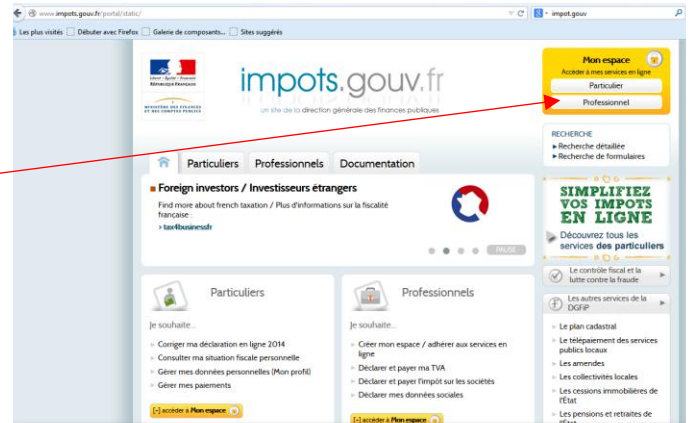 www.impots.gouv.fr/portal/static/
impot.gouv
Les plus visités
Débuter avec Firefox
Galerie de composants...
Sites suggérés
Liberté • Égalité • Fraternité
RÉPUBLIQUE FRANÇAISE
MINISTÈRE DES FINANCES
ET DES COMPTES PUBLICS
impots.gouv.fr
un site de la direction générale des finances publiques
Mon espace
Accéder à mes services en ligne
Particulier
Professionnel
RECHERCHE
Recherche détaillée
Recherche de formulaires
Particuliers
Professionnels
Documentation
Foreign investors / Investisseurs étrangers
Find more about french taxation / Plus d'informations sur la fiscalité
française :
> tax4businessfr
PAUSE
SIMPLIFIEZ
VOS IMPOTS
EN LIGNE
Découvrez tous les
services des particuliers
Particuliers
Je souhaite...
Corriger ma déclaration en ligne 2014
Consulter ma situation fiscale personnelle
Gérer mes données personnelles (Mon profil)
Gérer mes paiements
[-] accéder à Mon espace
Professionnels
Je souhaite...
Créer mon espace / adhérer aux services en
ligne
Déclarer et payer ma TVA
Déclarer et payer l'impôt sur les sociétés
Déclarer mes données sociales
[-] accéder à Mon espace
Le contrôle fiscal et la
lutte contre la fraude
Les autres services de la
DGFiP
Le plan cadastral
Le télépaiement des services
publics locaux
Les amendes
Les collectivités locales
Les cessions immobilières de
l'État
Les pensions et retraites de
l'État